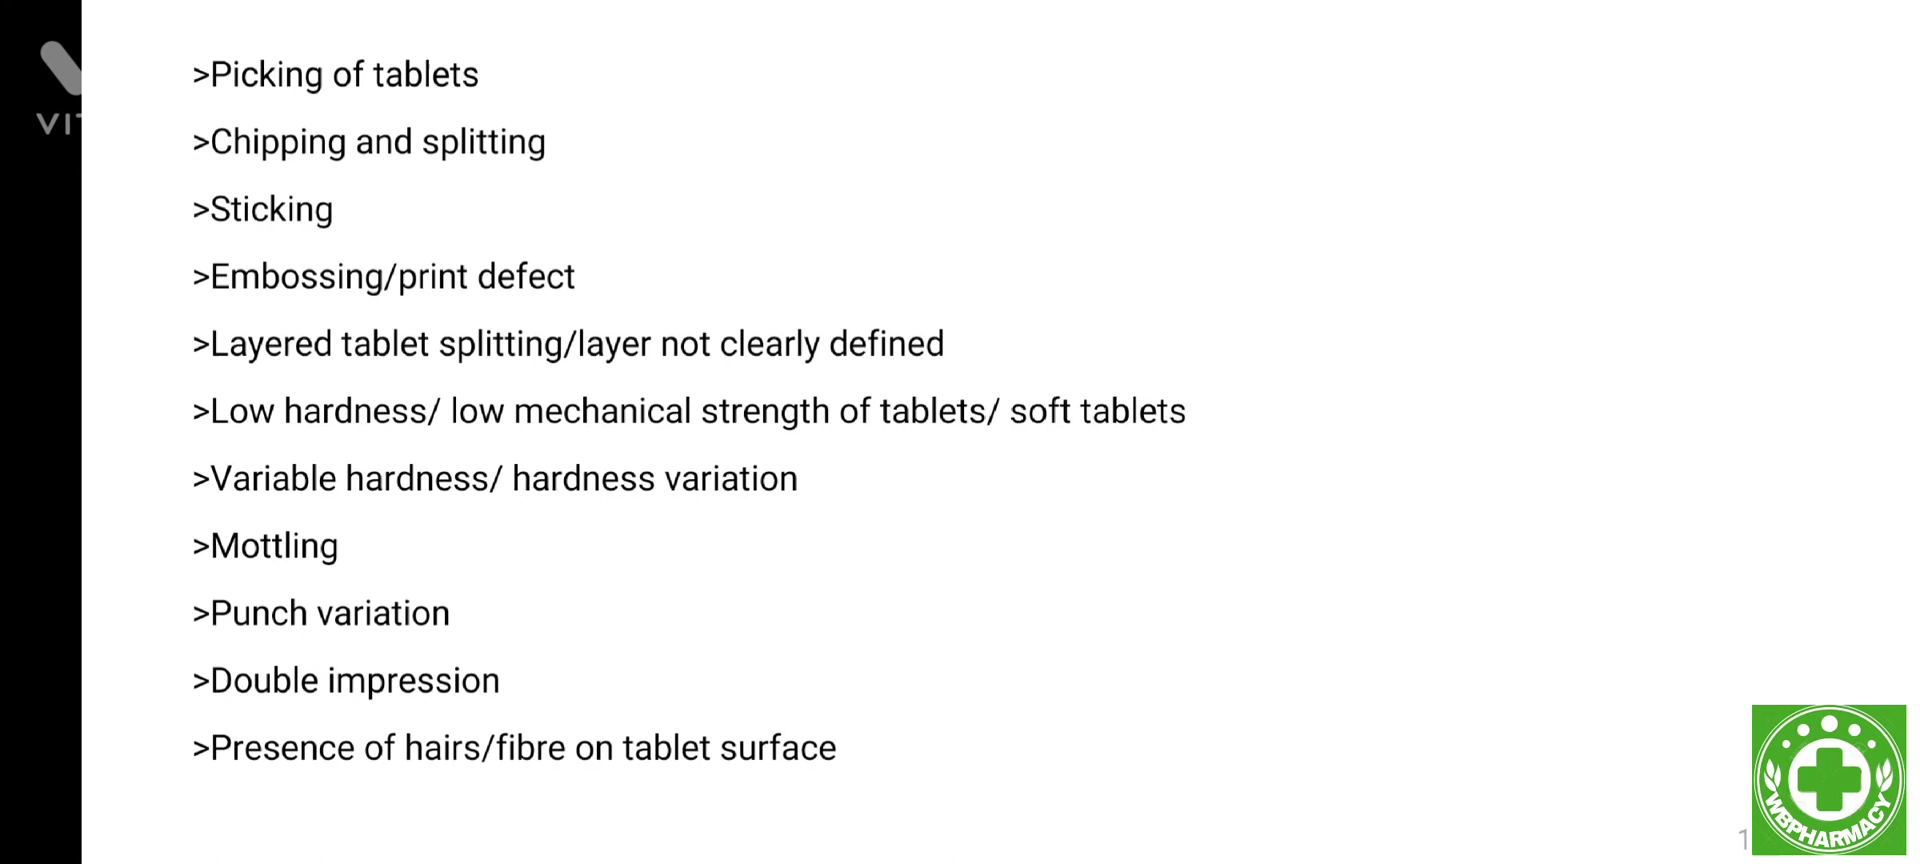 >Picking of tablets
>Chipping and splitting
>Sticking
>Embossing/print defect
>Layered tablet splitting/layer not clearly defined
>Low hardness/ low mechanical strength of tablets/ soft tablets
>Variable hardness/ hardness variation
>Mottling
>Punch variation
>Double impression
>Presence of hairs/fibre on tablet surface
WBPHARMACY
1